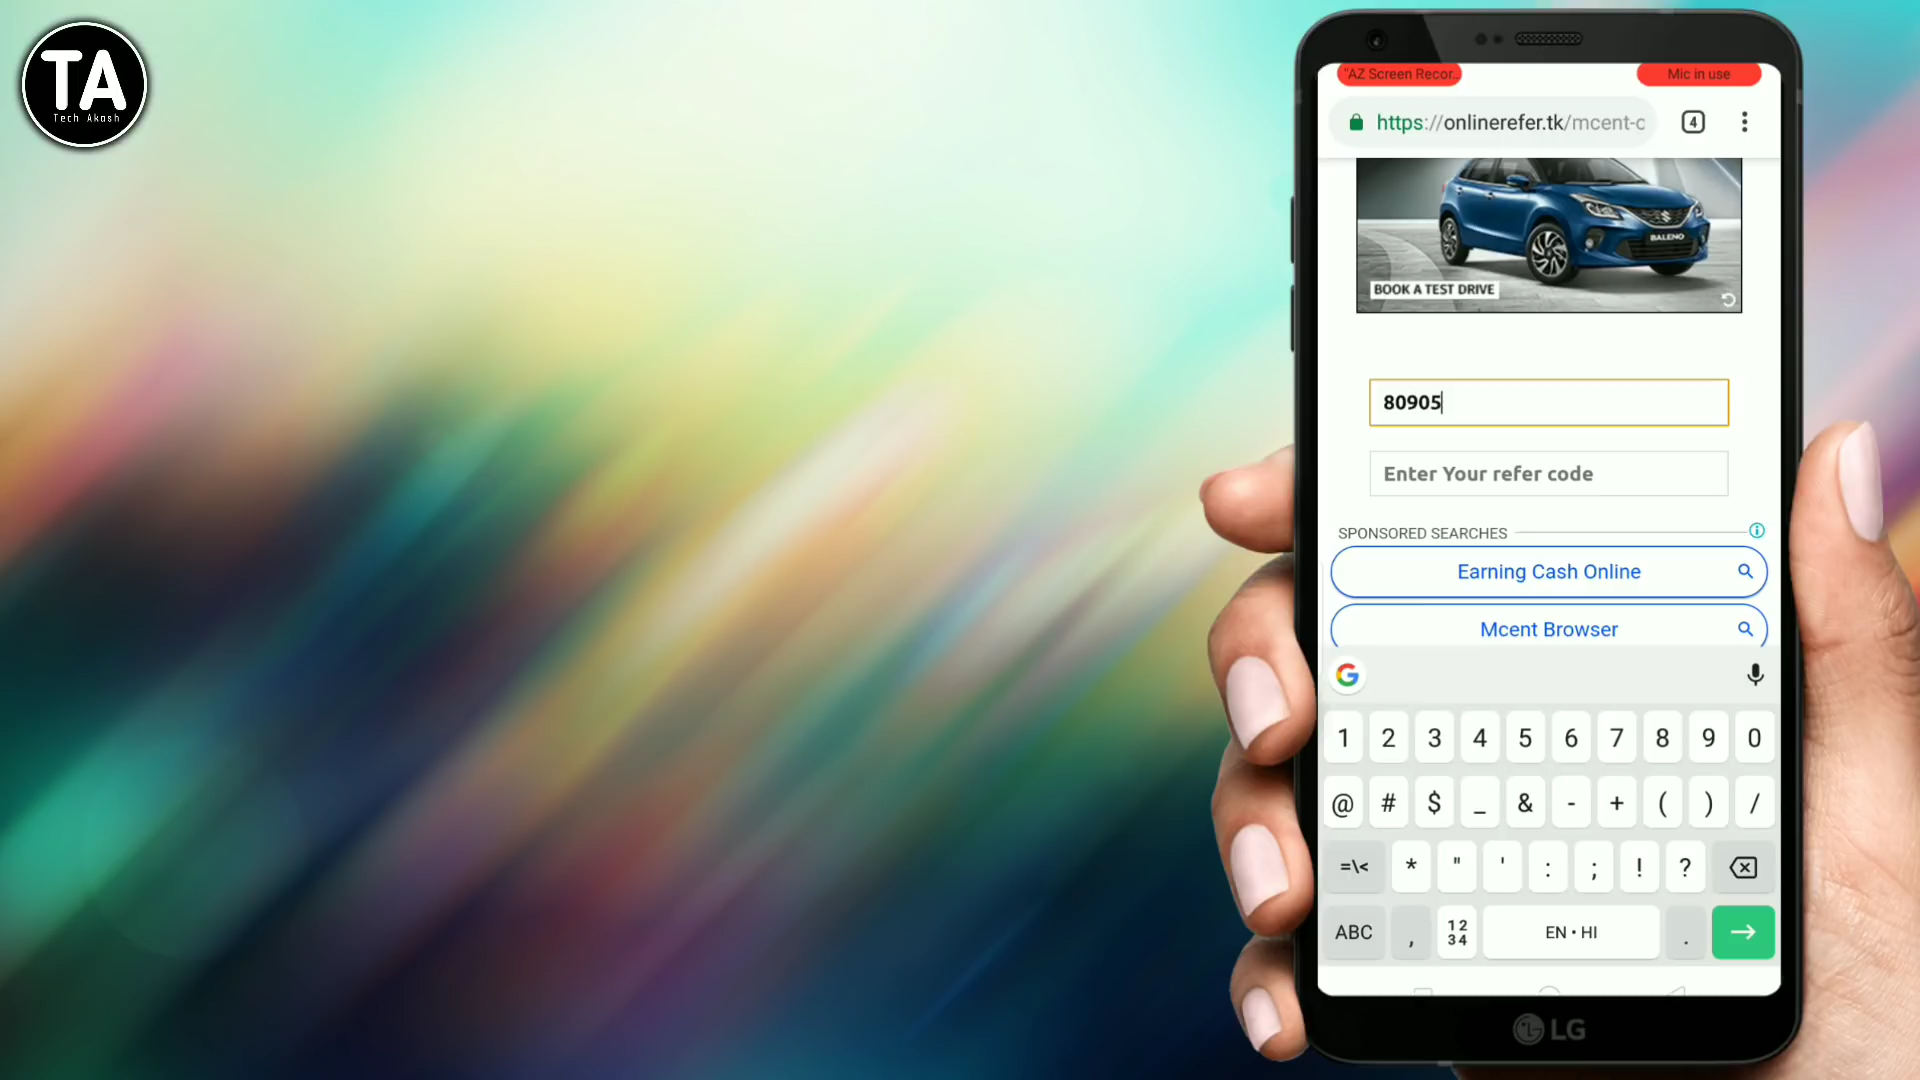 TA
Tech Akash
"AZ Screen Recor..
Mic in use
https://onlinerefer.tk/mcent-c
4
BALENO
BOOK A TEST DRIVE
80905
Enter Your refer code
SPONSORED SEARCHES
Earning Cash Online
Mcent Browser
G
1 2 3 4 5 6 7 8 9 0
@ # $ _ & - + ( ) /
=\< * " ' : ; ! ?
ABC , 12 34 EN • HI .
LG